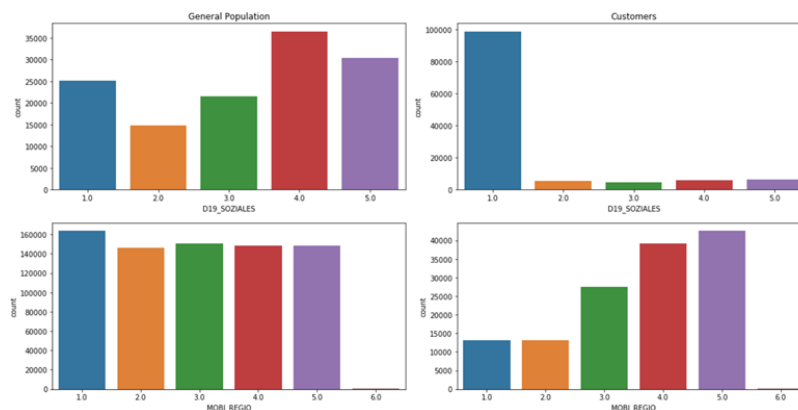 General Population
Customers
35000
30000
25000
20000
15000
10000
5000
0
count
1.0 2.0 3.0 4.0 5.0
D19_SOZIALES
100000
80000
60000
40000
20000
0
count
1.0 2.0 3.0 4.0 5.0
D19_SOZIALES
160000
140000
120000
100000
80000
60000
40000
20000
0
count
1.0 2.0 3.0 4.0 5.0 6.0
MOBI_REGIO
40000
35000
30000
25000
20000
15000
10000
5000
0
count
1.0 2.0 3.0 4.0 5.0 6.0
MOBI_REGIO